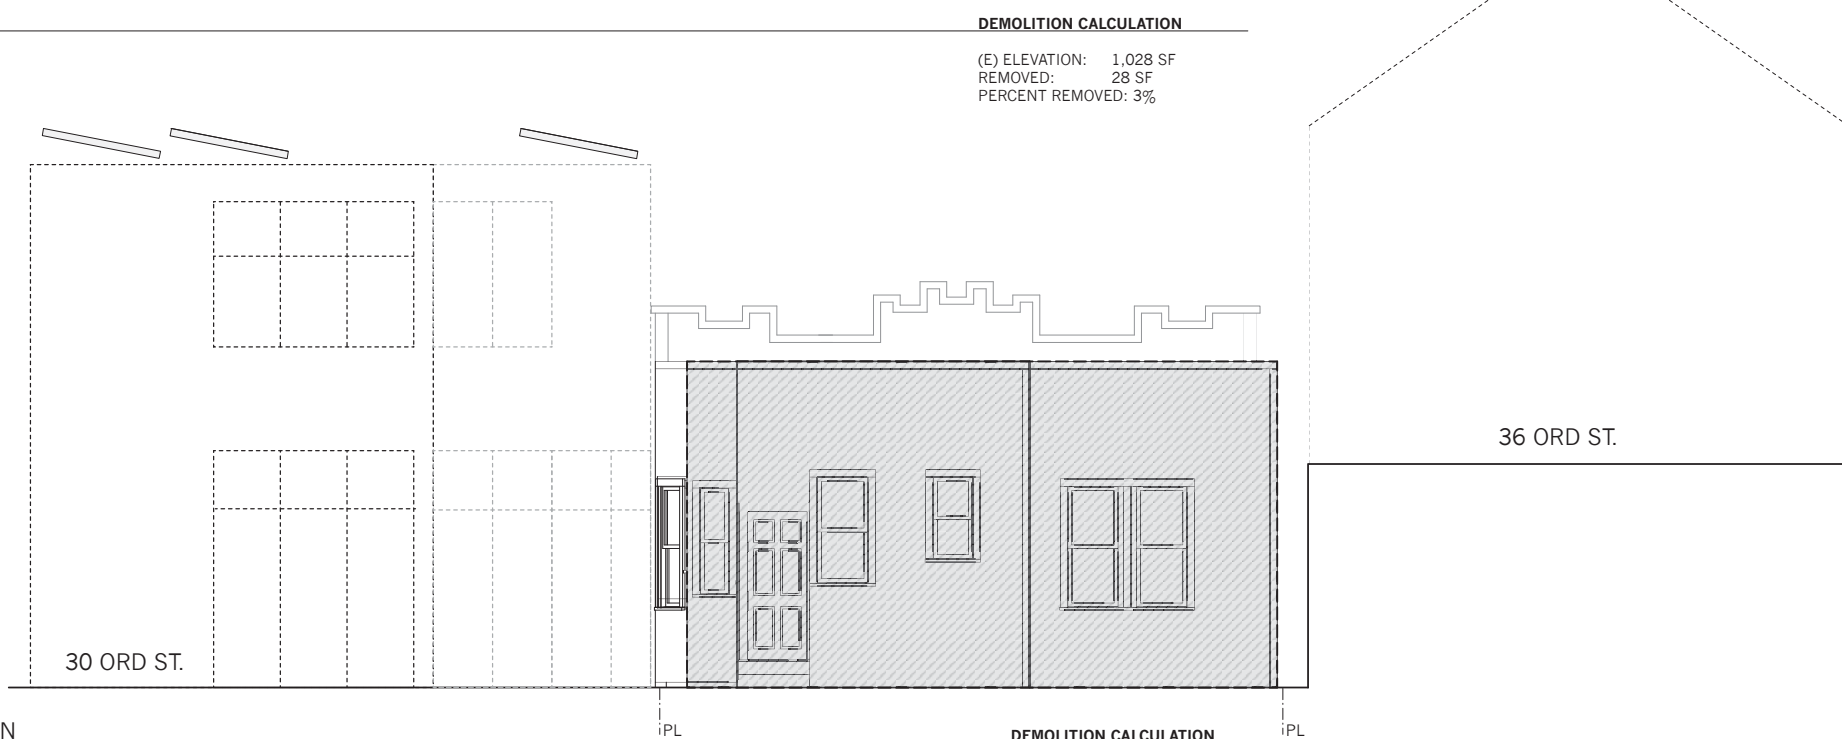 DEMOLITION CALCULATION
(E) ELEVATION: 1,028 SF
REMOVED: 28 SF
PERCENT REMOVED: 3%
36 ORD ST.
30 ORD ST.
N
PL
DEMOLITION CALCULATION
PL